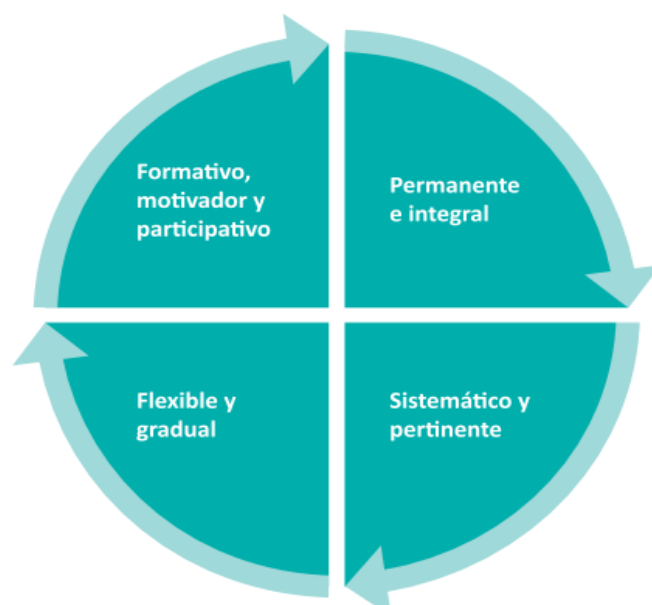 Formativo,
motivador y
participativo
Permanente
e integral
Flexible y
gradual
Sistemático y
pertinente